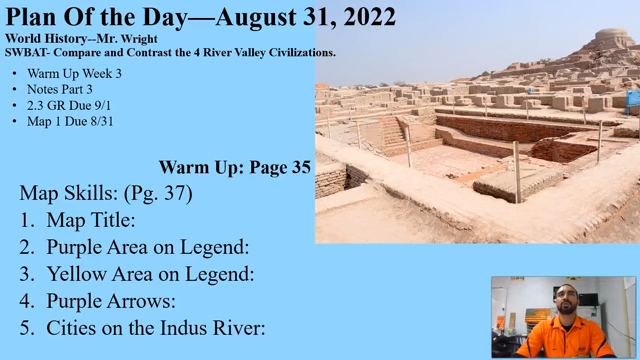 Plan Of the Day—August 31, 2022
World History--Mr. Wright
SWBAT- Compare and Contrast the 4 River Valley Civilizations.
• Warm Up Week 3
• Notes Part 3
• 2.3 GR Due 9/1
• Map 1 Due 8/31
Warm Up: Page 35
Map Skills: (Pg. 37)
1. Map Title:
2. Purple Area on Legend:
3. Yellow Area on Legend:
4. Purple Arrows:
5. Cities on the Indus River: